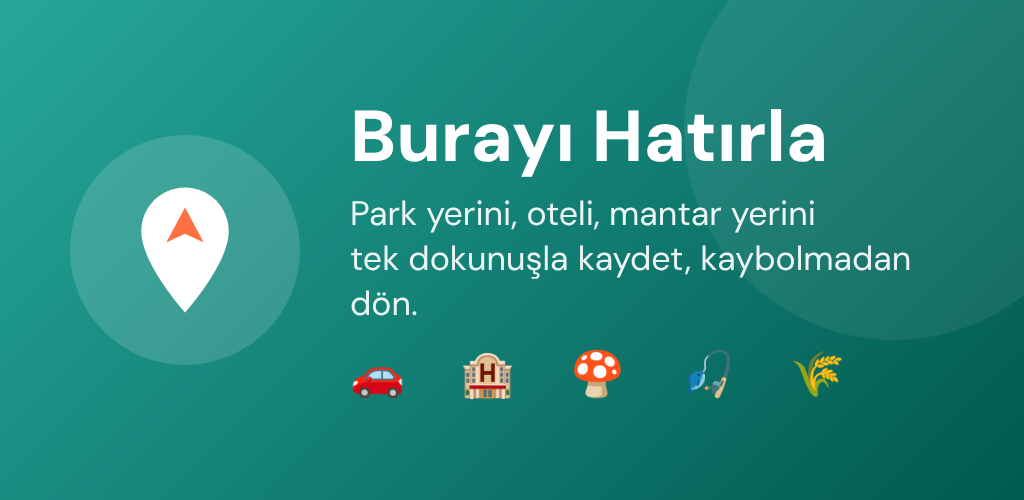 Burayı Hatırla
Park yerini, oteli, mantar yerini
tek dokunuşla kaydet, kaybolmadan
dön.
H